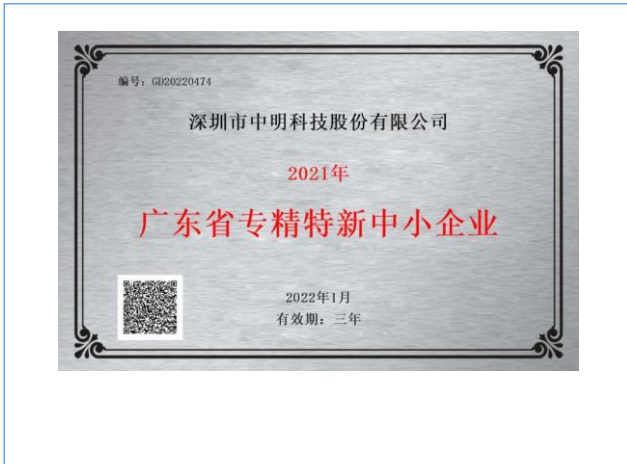 编号：GD20220474
深圳市中明科技股份有限公司
2021年
广东省专精特新中小企业
2022年1月
有效期：三年